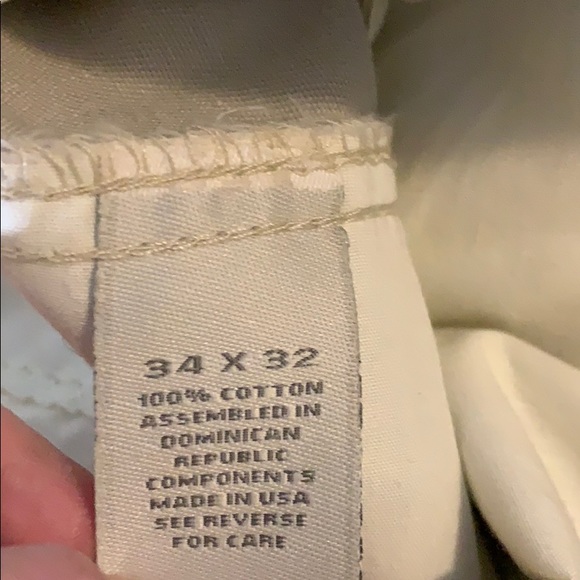 34 X 32
100% COTTON
ASSEMBLED IN
DOMINICAN
REPUBLIC
COMPONENTS
MADE IN USA
SEE REVERSE
FOR CARE